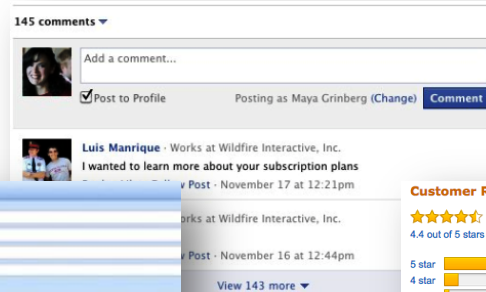 145 comments
Add a comment...
Post to Profile
Posting as Maya Grinberg (Change)
Comment
Luis Manrique · Works at Wildfire Interactive, Inc.
I wanted to learn more about your subscription plans
Post · November 17 at 12:21pm
at Wildfire Interactive, Inc.
Post · November 16 at 12:44pm
View 143 more
Customer
4.4 out of 5 stars
5 star
4 star